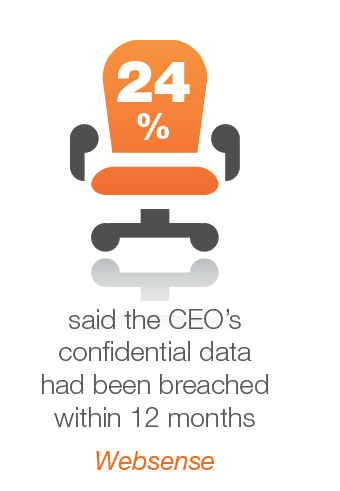 24
%
said the CEO’s
confidential data
had been breached
within 12 months
Websense